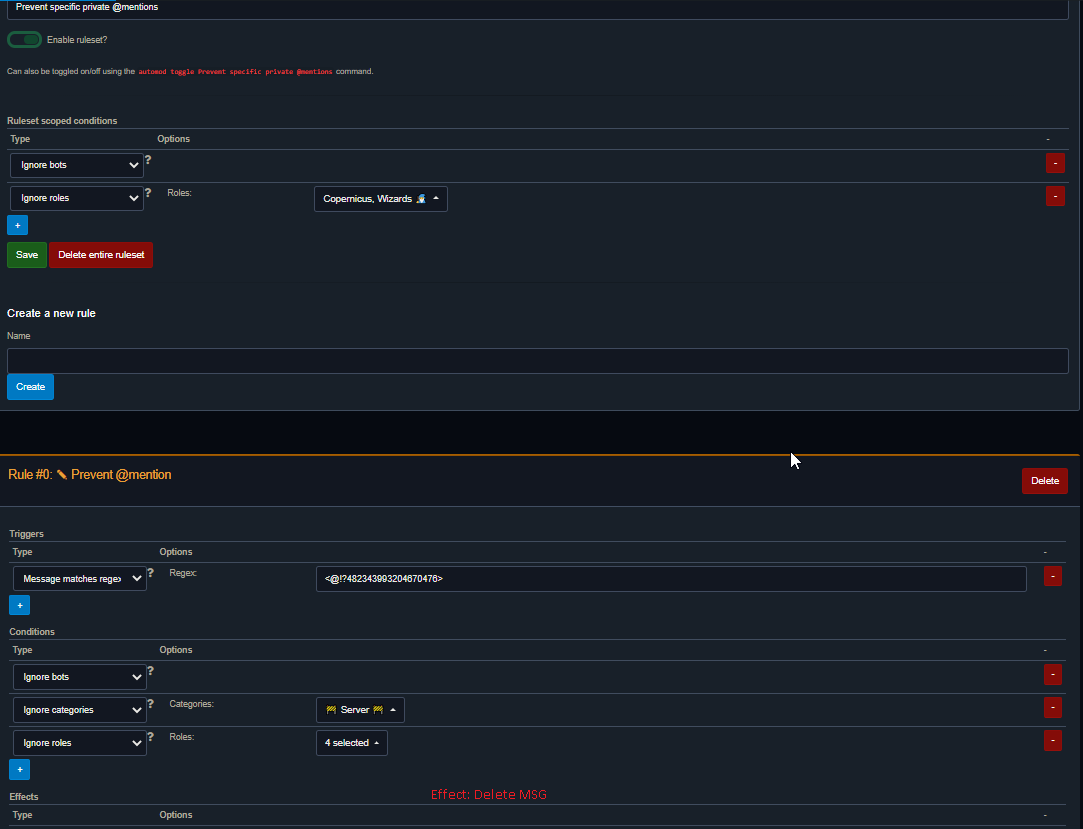 Prevent specific private @mentions
Enable ruleset?
Can also be toggled on/off using the automod toggle Prevent specific private @mentions command.
Ruleset scoped conditions
Type Options -
Ignore bots ? -
Ignore roles ? Roles: Copernicus, Wizards -
+
Save Delete entire ruleset
Create a new rule
Name
Create
Rule #0: Prevent @mention
Delete
Triggers
Type Options -
Message matches regex ? Regex: <@!?482343993204670476> -
+
Conditions
Type Options -
Ignore bots ? -
Ignore categories ? Categories: Server -
Ignore roles ? Roles: 4 selected -
+
Effect: Delete MSG
Effects
Type Options -